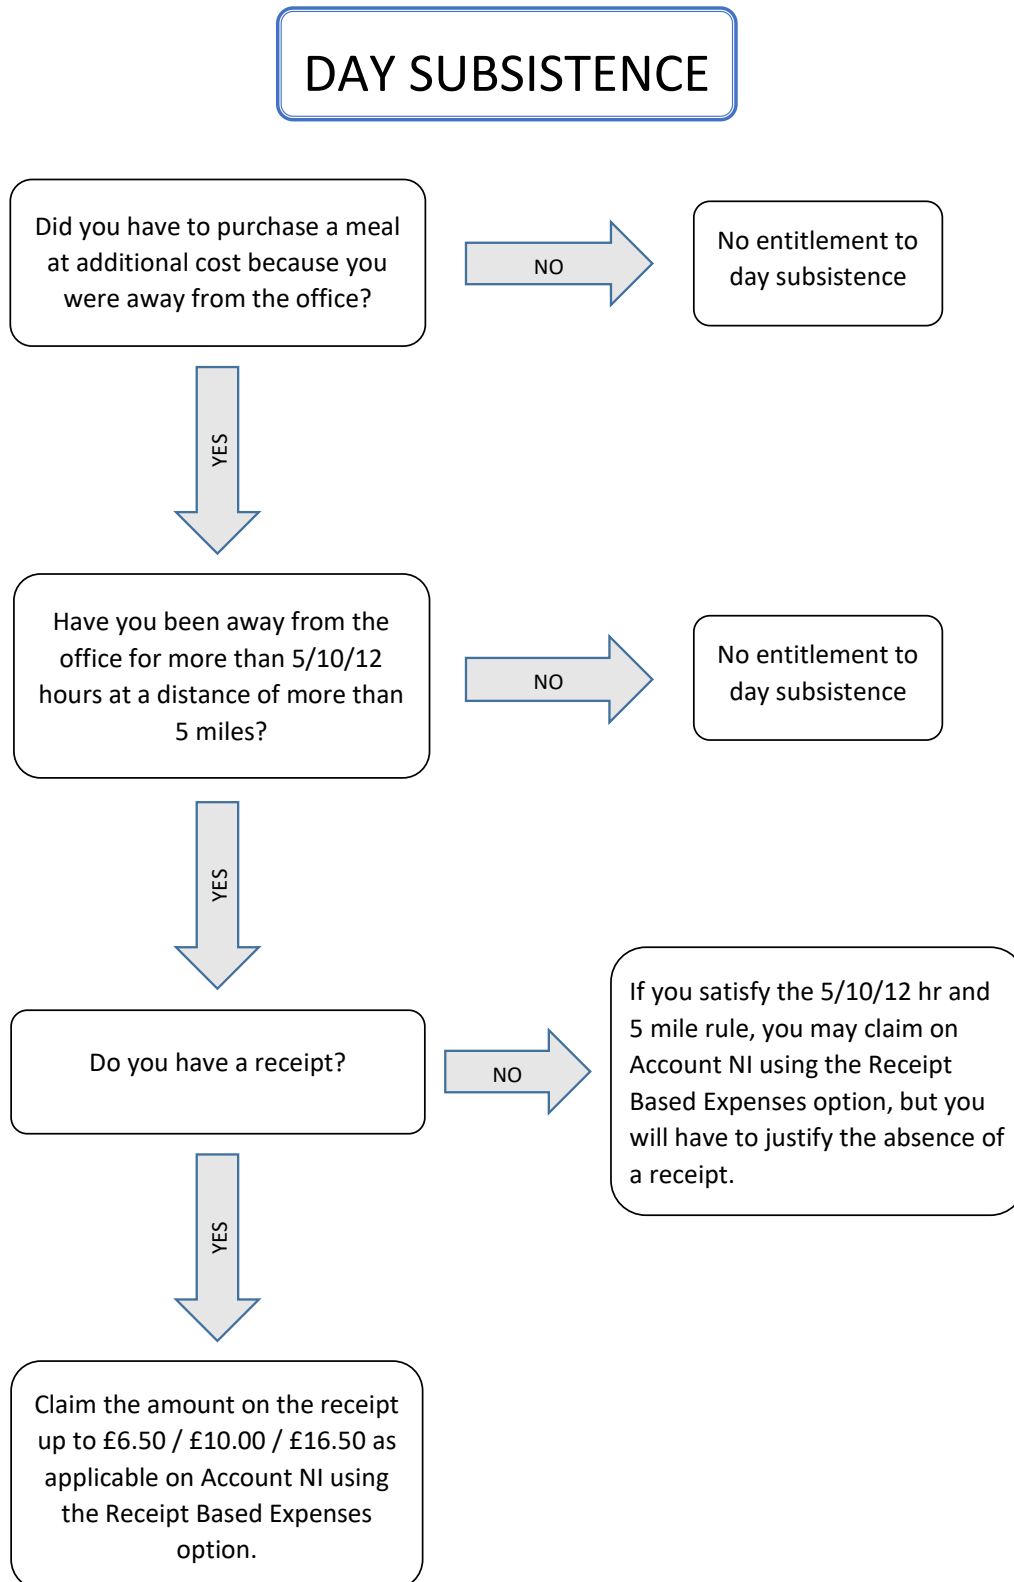 DAY SUBSISTENCE
Did you have to purchase a meal
at additional cost because you
were away from the office?
NO
No entitlement to
day subsistence
YES
Have you been away from the
office for more than 5/10/12
hours at a distance of more than
5 miles?
NO
No entitlement to
day subsistence
YES
Do you have a receipt?
NO
If you satisfy the 5/10/12 hr and
5 mile rule, you may claim on
Account NI using the Receipt
Based Expenses option, but you
will have to justify the absence of
a receipt.
YES
Claim the amount on the receipt
up to £6.50 / £10.00 / £16.50 as
applicable on Account NI using
the Receipt Based Expenses
option.